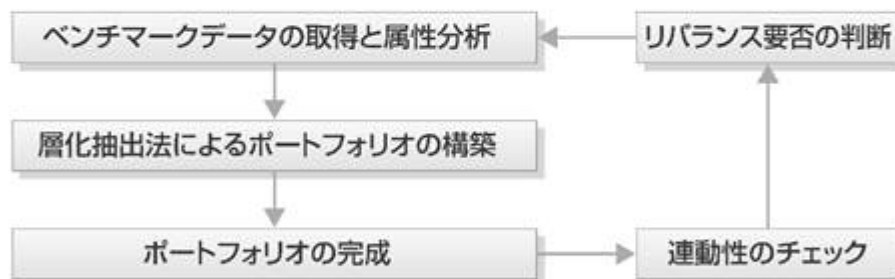 ベンチマークデータの取得と属性分析
リバランス要否の判断
層化抽出法によるポートフォリオの構築
ポートフォリオの完成
連動性のチェック